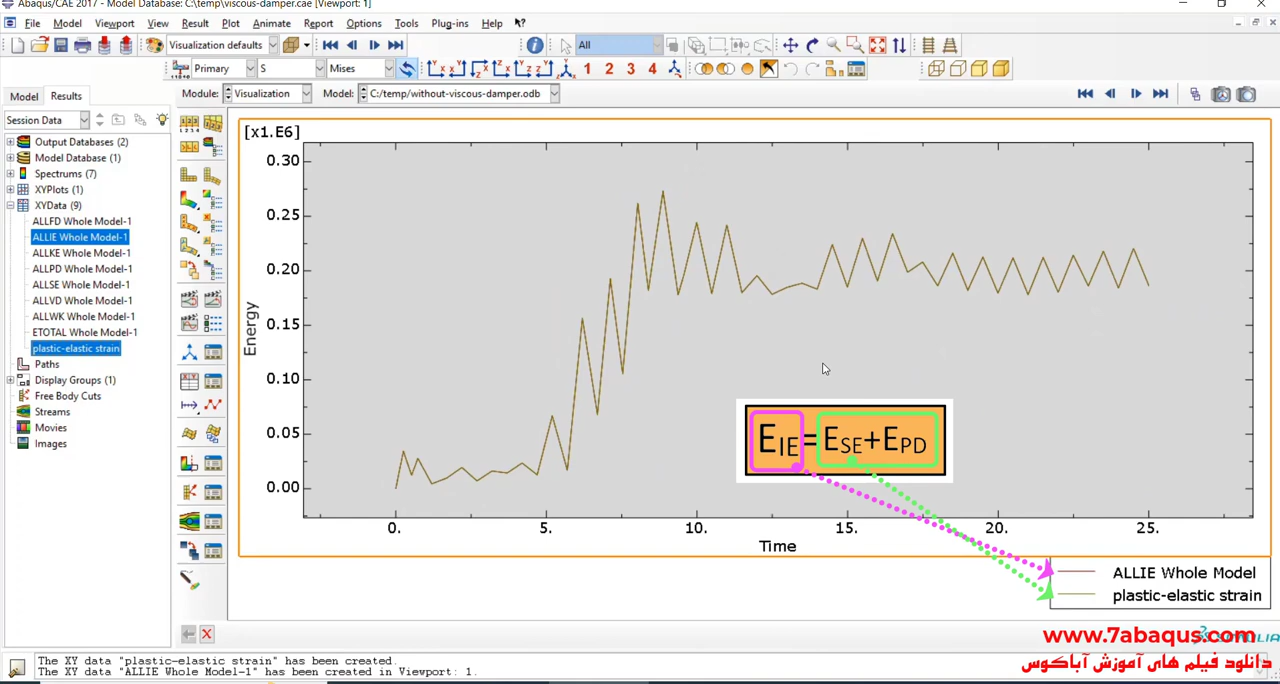 Abaqus/CAE 2017 - Model Database: C:\temp\viscous-damper.cae [Viewport: 1]
File Model Viewport View Result Plot Animate Report Options Tools Plug-ins Help
Visualization defaults All
Primary S Mises 1 2 3 4
Model Results Module: Visualization Model: C:/temp/without-viscous-damper.odb
Session Data
Output Databases (2)
Model Database (1)
Spectrums (7)
XYPlots (1)
XYData (9)
ALLFD Whole Model-1
ALLIE Whole Model-1
ALLKE Whole Model-1
ALLPD Whole Model-1
ALLSE Whole Model-1
ALLVD Whole Model-1
ALLWK Whole Model-1
ETOTAL Whole Model-1
plastic-elastic strain
Paths
Display Groups (1)
Free Body Cuts
Streams
Movies
Images
[x1.E6]
0.30
0.25
0.20
0.15
0.10
0.05
0.00
Energy
0. 5. 10. 15. 20. 25.
Time
EIE=ESE+EPD
ALLIE Whole Model
plastic-elastic strain
www.7abaqus.com
دانلود فیلم های آموزش آباکوس
The XY data "plastic-elastic strain" has been created.
The XY data "ALLIE Whole Model-1" has been created in Viewport: 1.